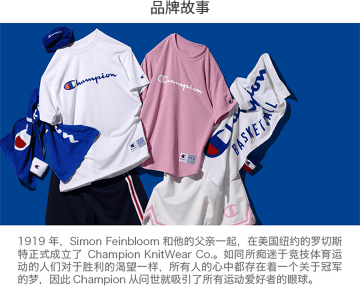 品牌故事
Champion
Champion
Champion
BASKETBALL
1919 年，Simon Feinbloom 和他的父亲一起，在美国纽约的罗切斯
特正式成立了 Champion KnitWear Co.。如同所痴迷于竞技体育运
动的人们对于胜利的渴望一样，所有人的心中都存在着一个关于冠军
的梦，因此 Champion 从问世就吸引了所有运动爱好者的眼球。